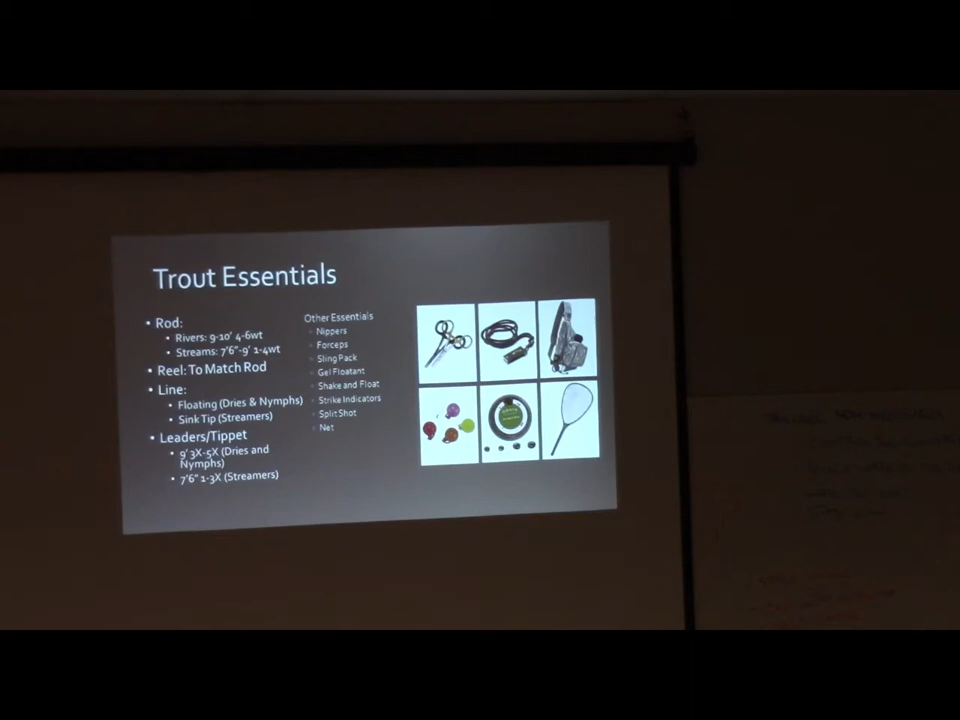 Trout Essentials
• Rod:
• Rivers: 9-10' 4-6wt
• Streams: 7'6"-9' 1-4wt
• Reel: To Match Rod
• Line:
• Floating (Dries & Nymphs)
• Sink Tip (Streamers)
• Leaders/Tippet
• 9' 3X-5X (Dries and
Nymphs)
• 7'6" 1-3X (Streamers)
Other Essentials
Nippers
Forceps
Sling Pack
Gel Floatant
Shake and Float
Strike Indicators
Split Shot
Net